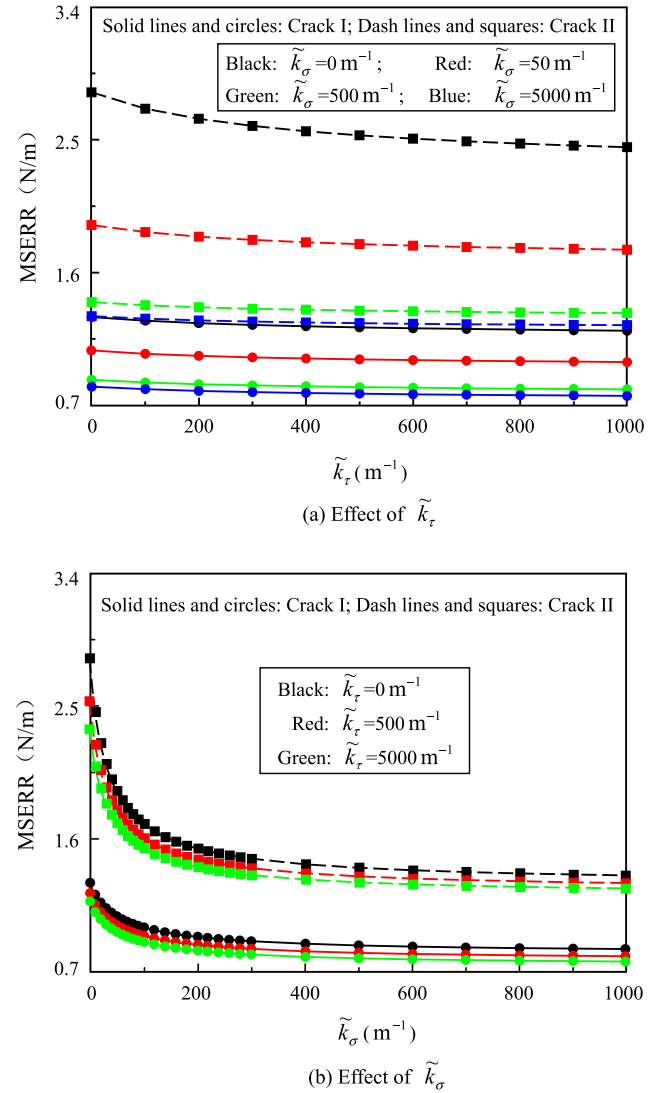 Solid lines and circles: Crack I; Dash lines and squares: Crack II
Black: k̃σ=0 m⁻¹; Red: k̃σ=50 m⁻¹
Green: k̃σ=500 m⁻¹; Blue: k̃σ=5000 m⁻¹
3.4
2.5
1.6
0.7
MSERR (N/m)
0 200 400 600 800 1000
k̃τ (m⁻¹)
(a) Effect of k̃τ
3.4
Solid lines and circles: Crack I; Dash lines and squares: Crack II
Black: k̃τ=0 m⁻¹
Red: k̃τ=500 m⁻¹
Green: k̃τ=5000 m⁻¹
2.5
1.6
0.7
MSERR (N/m)
0 200 400 600 800 1000
k̃σ (m⁻¹)
(b) Effect of k̃σ